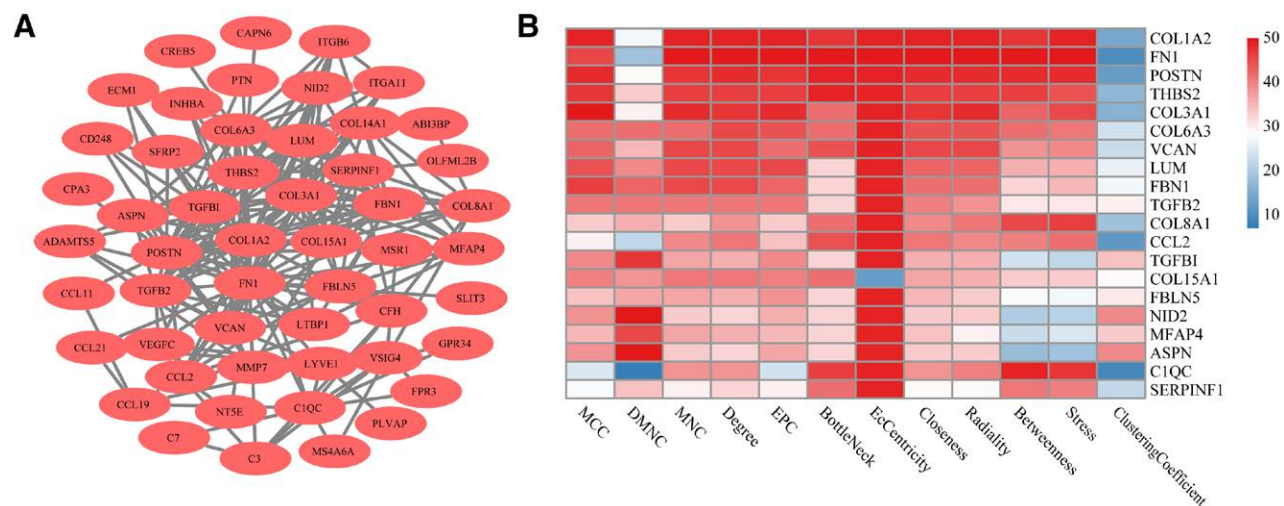 A
CAPN6
CREB5
ITGB6
PTN
NID2
ITGA11
ECM1
INHBA
COL6A3
LUM
COL14A1
ABI3BP
CD248
SFRP2
THBS2
SERPINF1
OLFML2B
CPA3
ASPN
TGFBI
COL3A1
FBN1
COL8A1
ADAMTS5
POSTN
COL1A2
COL15A1
MSR1
MFAP4
CCL11
TGFB2
FN1
FBLN5
SLIT3
CCL21
VEGFC
VCAN
LTBP1
CFH
GPR34
CCL2
MMP7
LYVE1
VSIG4
CCL19
NT5E
C1QC
FPR3
C7
PLVAP
C3
MS4A6A
B
COL1A2
FN1
POSTN
THBS2
COL3A1
COL6A3
VCAN
LUM
FBN1
TGFB2
COL8A1
CCL2
TGFBI
COL15A1
FBLN5
NID2
MFAP4
ASPN
C1QC
SERPINF1
MCC
DMNC
MNC
Degree
EPC
BottleNeck
EcCentricity
Closeness
Radiality
Betweenness
Stress
ClusteringCoefficient
50
40
30
20
10